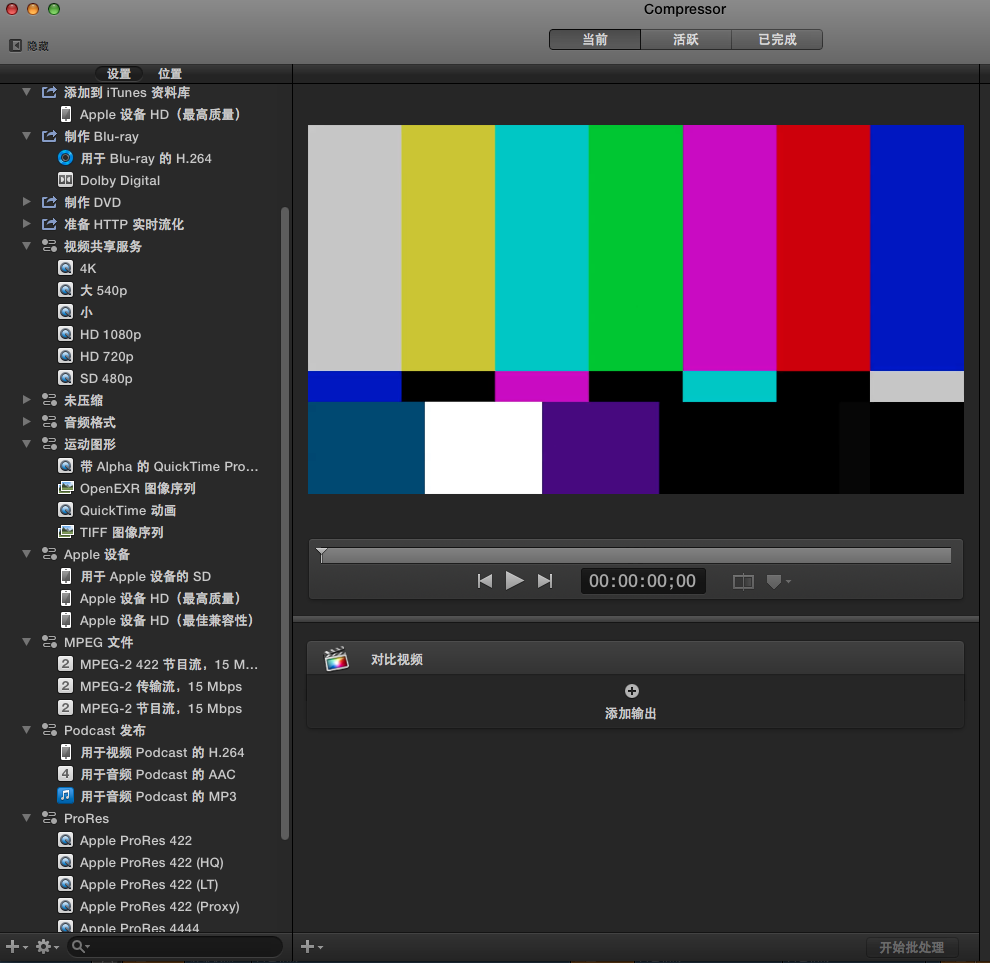 Compressor
隐藏
当前
活跃
已完成
设置
位置
添加到 iTunes 资料库
Apple 设备 HD（最高质量）
制作 Blu-ray
用于 Blu-ray 的 H.264
Dolby Digital
制作 DVD
准备 HTTP 实时流化
视频共享服务
4K
大 540p
小
HD 1080p
HD 720p
SD 480p
未压缩
音频格式
运动图形
带 Alpha 的 QuickTime Pro...
OpenEXR 图像序列
QuickTime 动画
TIFF 图像序列
Apple 设备
用于 Apple 设备的 SD
Apple 设备 HD（最高质量）
Apple 设备 HD（最佳兼容性）
MPEG 文件
2 MPEG-2 422 节目流，15 M...
2 MPEG-2 传输流，15 Mbps
2 MPEG-2 节目流，15 Mbps
Podcast 发布
用于视频 Podcast 的 H.264
4 用于音频 Podcast 的 AAC
用于音频 Podcast 的 MP3
ProRes
Apple ProRes 422
Apple ProRes 422 (HQ)
Apple ProRes 422 (LT)
Apple ProRes 422 (Proxy)
Apple ProRes 4444
00:00:00;00
对比视频
添加输出
开始批处理